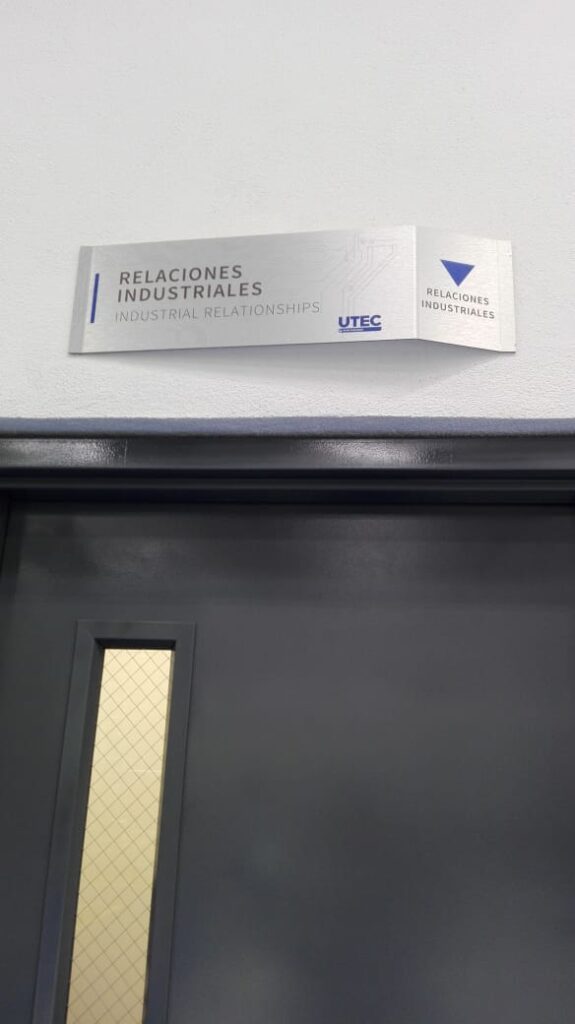 RELACIONES
INDUSTRIALES
INDUSTRIAL RELATIONSHIPS
UTEC
RELACIONES
INDUSTRIALES